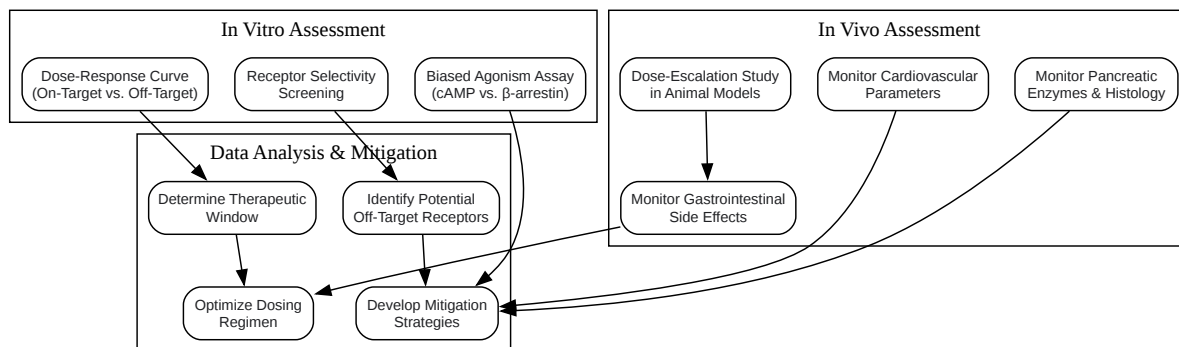 In Vitro Assessment
Dose-Response Curve
(On-Target vs. Off-Target)
Receptor Selectivity
Screening
Biased Agonism Assay
(cAMP vs. β-arrestin)
In Vivo Assessment
Dose-Escalation Study
in Animal Models
Monitor Cardiovascular
Parameters
Monitor Pancreatic
Enzymes & Histology
Monitor Gastrointestinal
Side Effects
Data Analysis & Mitigation
Determine Therapeutic
Window
Identify Potential
Off-Target Receptors
Optimize Dosing
Regimen
Develop Mitigation
Strategies